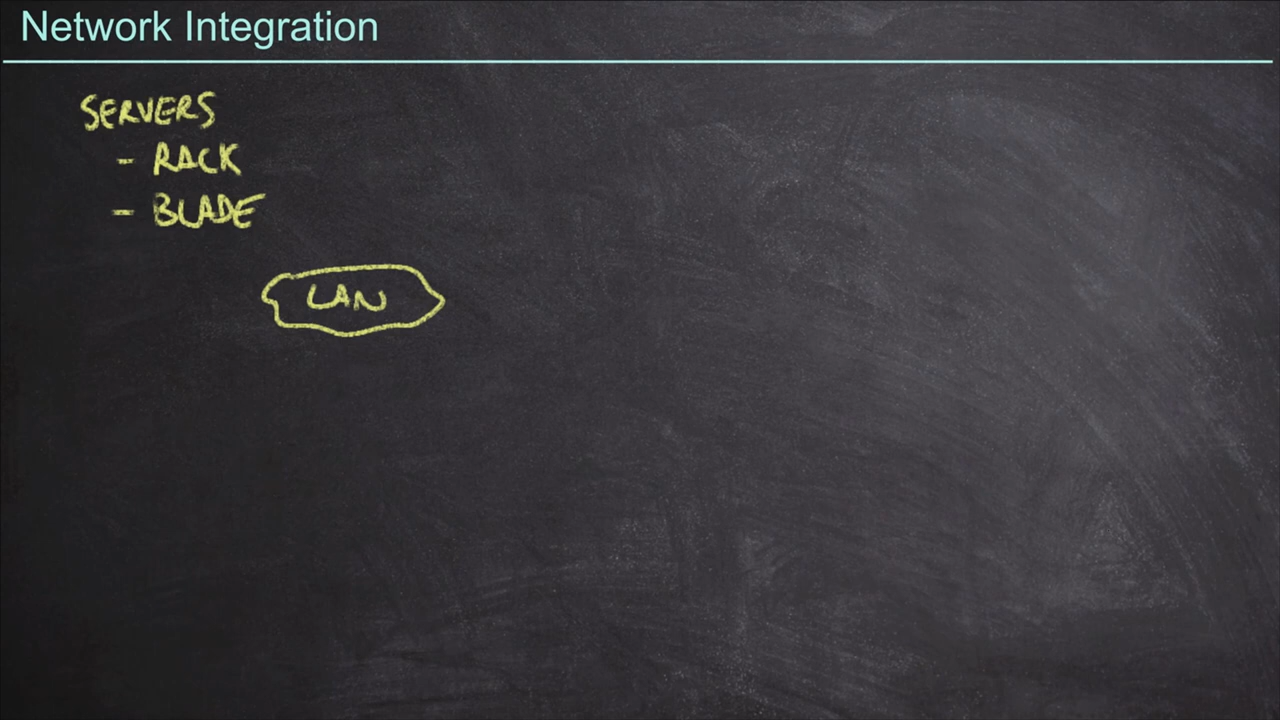 Network Integration
SERVERS
- RACK
- BLADE
LAN